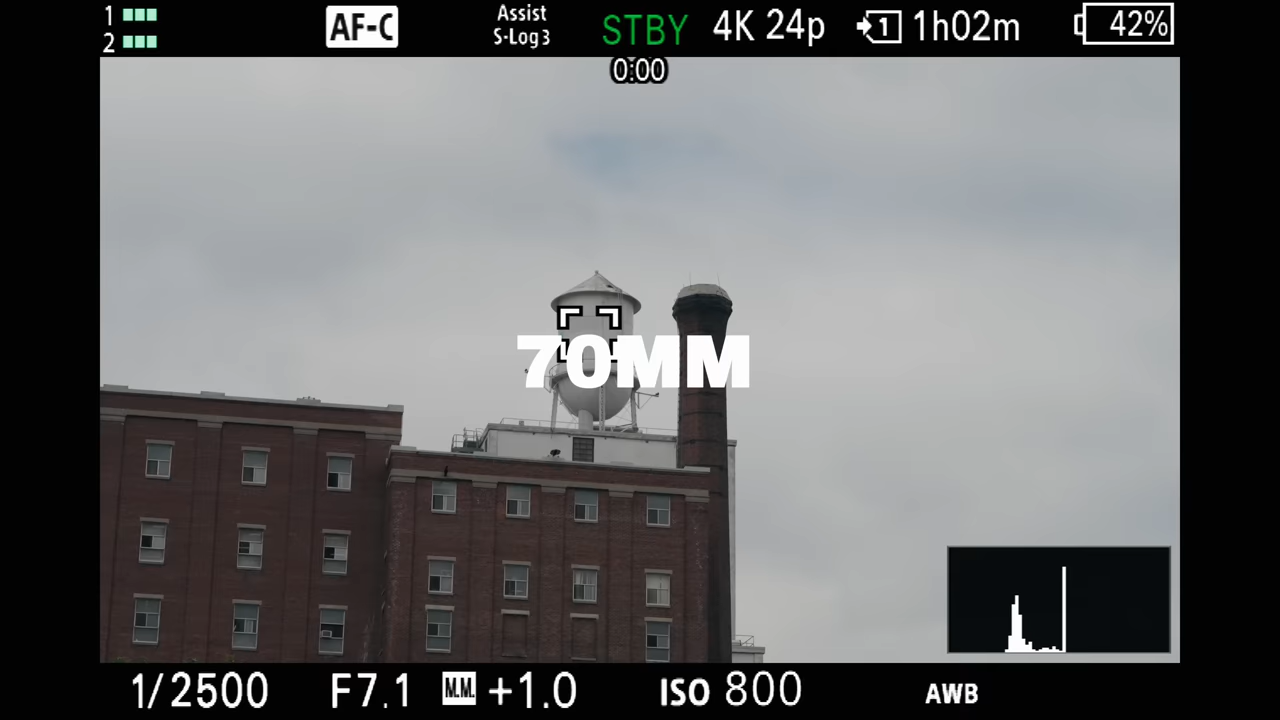 1
2
AF-C
Assist
S-Log3
STBY
4K 24p
1
1h02m
42%
0:00
70MM
1/2500
F7.1
M.M.
+1.0
ISO 800
AWB